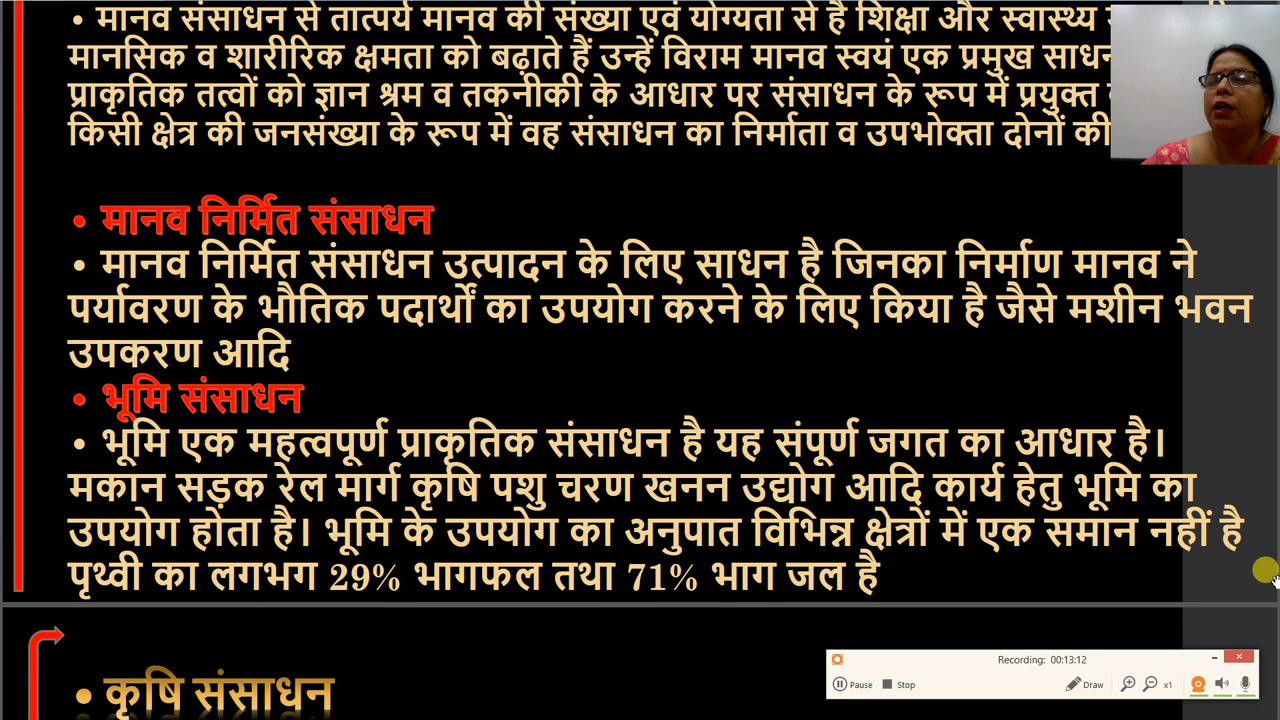 • मानव संसाधन से तात्पर्य मानव की संख्या एवं योग्यता से है शिक्षा और स्वास्थ्य
मानसिक व शारीरिक क्षमता को बढ़ाते हैं उन्हें विराम मानव स्वयं एक प्रमुख साधन
प्राकृतिक तत्वों को ज्ञान श्रम व तकनीकी के आधार पर संसाधन के रूप में प्रयुक्त
किसी क्षेत्र की जनसंख्या के रूप में वह संसाधन का निर्माता व उपभोक्ता दोनों की
• मानव निर्मित संसाधन
• मानव निर्मित संसाधन उत्पादन के लिए साधन है जिनका निर्माण मानव ने
पर्यावरण के भौतिक पदार्थों का उपयोग करने के लिए किया है जैसे मशीन भवन
उपकरण आदि
• भूमि संसाधन
• भूमि एक महत्वपूर्ण प्राकृतिक संसाधन है यह संपूर्ण जगत का आधार है।
मकान सड़क रेल मार्ग कृषि पशु चरण खनन उद्योग आदि कार्य हेतु भूमि का
उपयोग होता है। भूमि के उपयोग का अनुपात विभिन्न क्षेत्रों में एक समान नहीं है
पृथ्वी का लगभग 29% भागफल तथा 71% भाग जल है
• कृषि संसाधन
Recording: 00:13:12
Pause Stop Draw x1